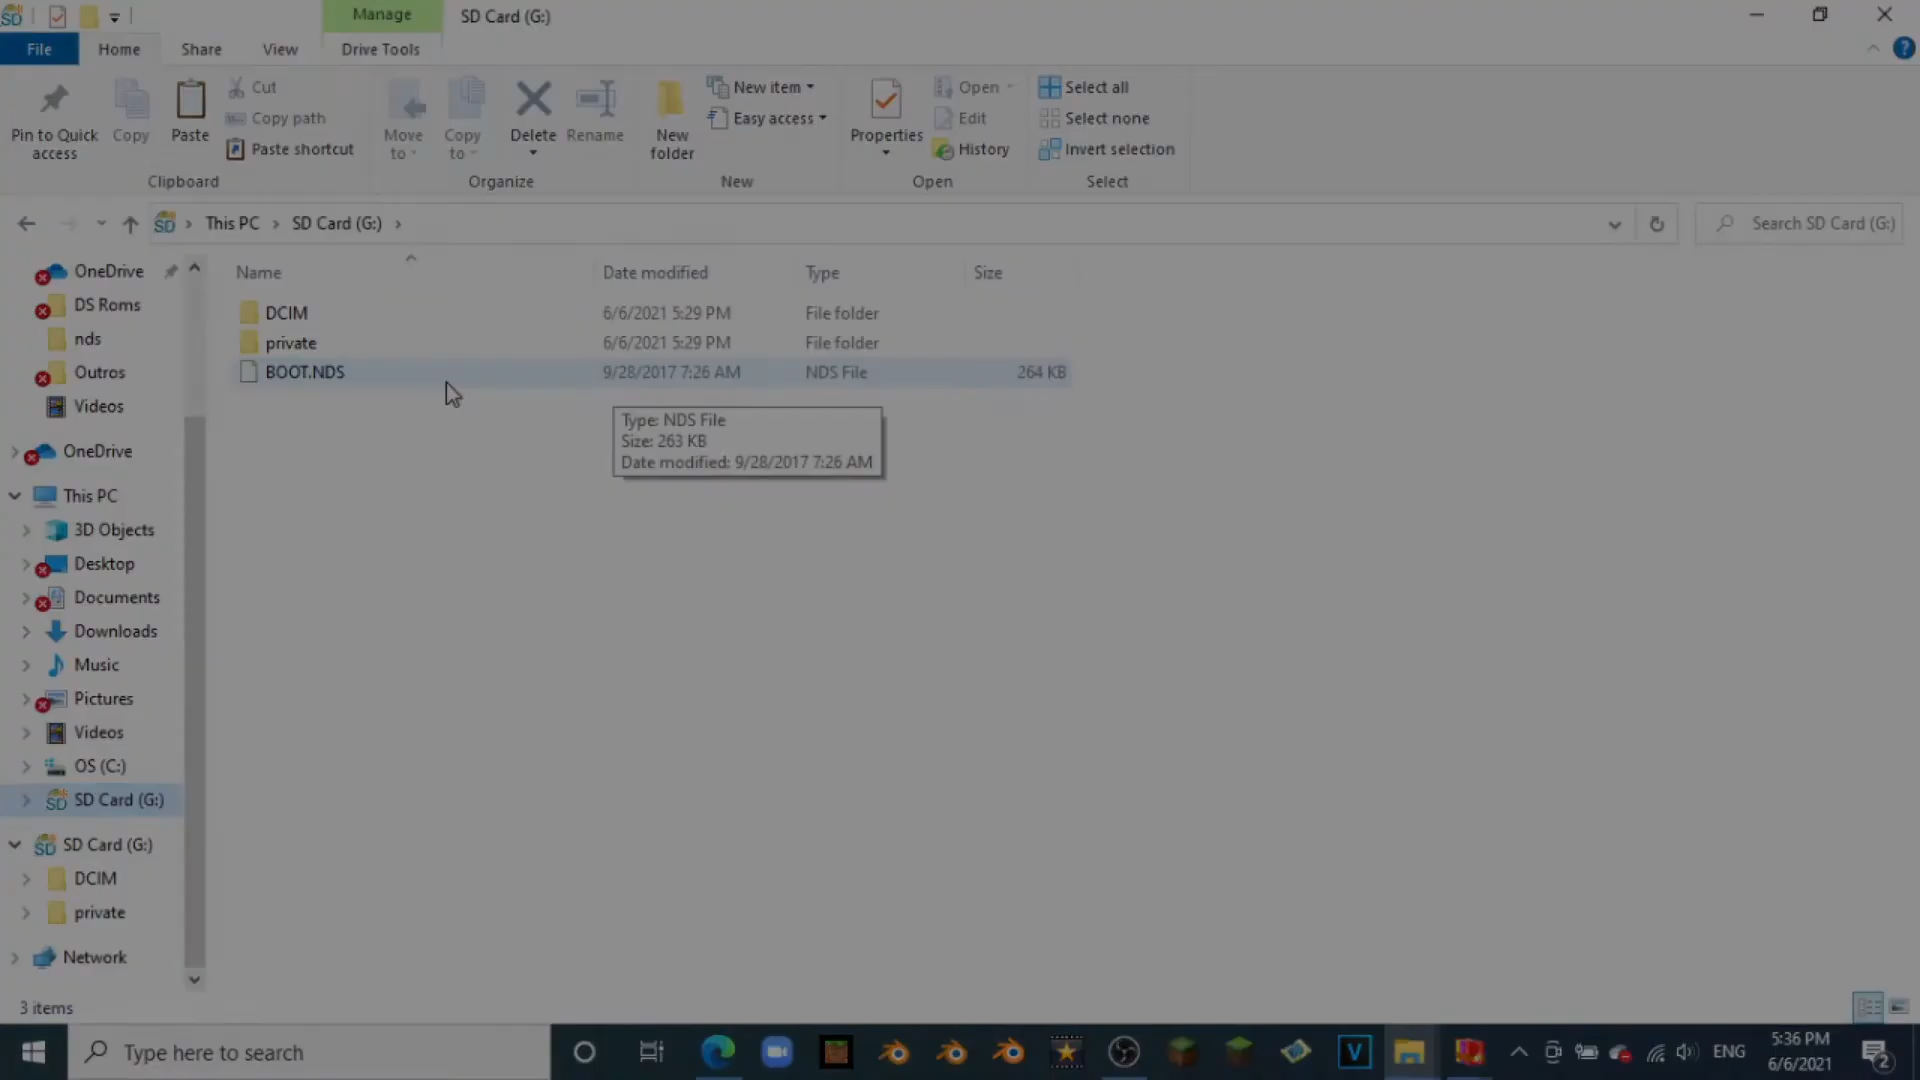 Manage
SD Card (G:)
File
Home
Share
View
Drive Tools
Pin to Quick access
Copy
Paste
Cut
Copy path
Paste shortcut
Clipboard
Move to
Copy to
Delete
Rename
Organize
New folder
New item
Easy access
New
Properties
Open
Edit
History
Open
Select all
Select none
Invert selection
Select
SD
This PC
SD Card (G:)
Search SD Card (G:)
Name
Date modified
Type
Size
DCIM
6/6/2021 5:29 PM
File folder
private
6/6/2021 5:29 PM
File folder
BOOT.NDS
9/28/2017 7:26 AM
NDS File
264 KB
Type: NDS File
Size: 263 KB
Date modified: 9/28/2017 7:26 AM
OneDrive
DS Roms
nds
Outros
Videos
OneDrive
This PC
3D Objects
Desktop
Documents
Downloads
Music
Pictures
Videos
OS (C:)
SD Card (G:)
SD Card (G:)
DCIM
private
Network
3 items
Type here to search
V
ENG
5:36 PM
6/6/2021
2